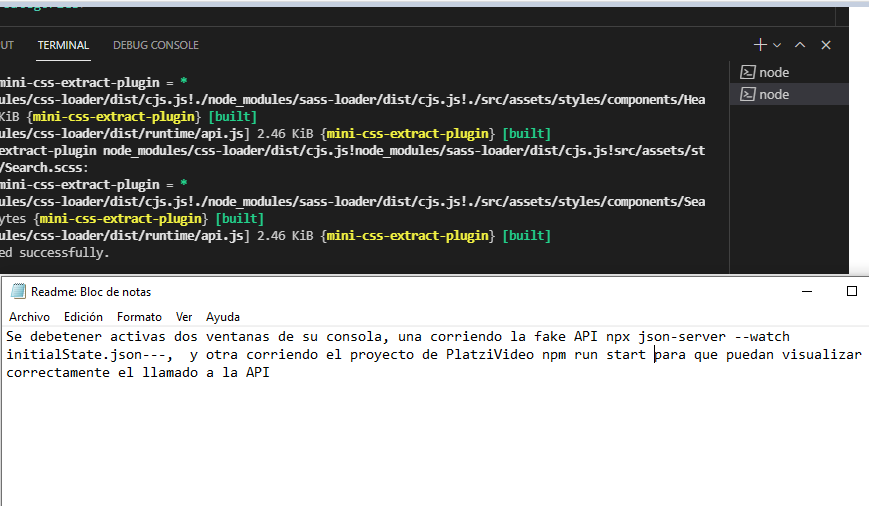 UT TERMINAL DEBUG CONSOLE
node
node
mini-css-extract-plugin = *
ules/css-loader/dist/cjs.js!./node_modules/sass-loader/dist/cjs.js!./src/assets/styles/components/Hea
KiB {mini-css-extract-plugin} [built]
ules/css-loader/dist/runtime/api.js] 2.46 KiB {mini-css-extract-plugin} [built]
extract-plugin node_modules/css-loader/dist/cjs.js!node_modules/sass-loader/dist/cjs.js!src/assets/st
/Search.scss:
mini-css-extract-plugin = *
ules/css-loader/dist/cjs.js!./node_modules/sass-loader/dist/cjs.js!./src/assets/styles/components/Sea
ytes {mini-css-extract-plugin} [built]
ules/css-loader/dist/runtime/api.js] 2.46 KiB {mini-css-extract-plugin} [built]
ed successfully.
Readme: Bloc de notas
Archivo Edición Formato Ver Ayuda
Se debetener activas dos ventanas de su consola, una corriendo la fake API npx json-server --watch
initialState.json---, y otra corriendo el proyecto de PlatziVideo npm run start para que puedan visualizar
correctamente el llamado a la API